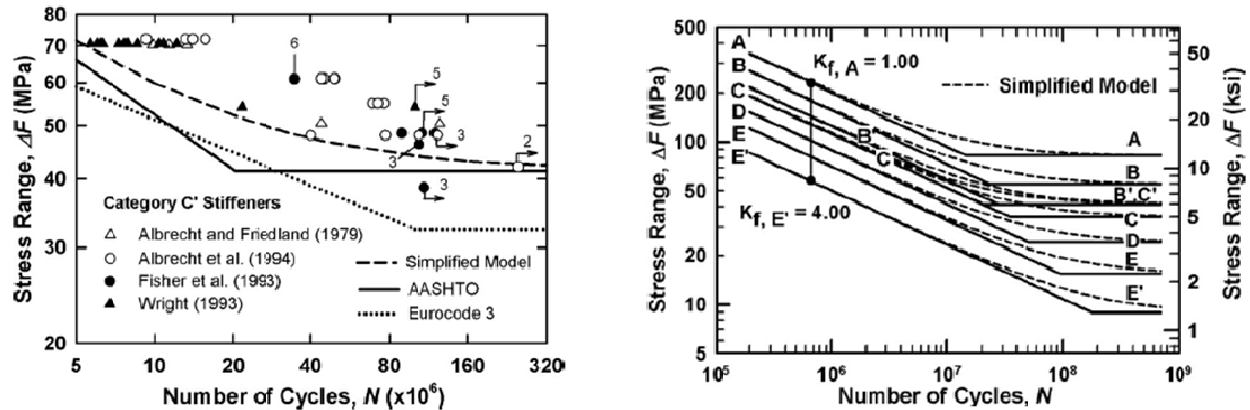 80
70
60
50
40
30
20
Stress Range, ΔF (MPa)
6
5
5
3
3
3
2
Category C' Stiffeners
△ Albrecht and Friedland (1979)
○ Albrecht et al. (1994)
● Fisher et al. (1993)
▲ Wright (1993)
Simplified Model
AASHTO
Eurocode 3
5 10 20 40 80 160 320
Number of Cycles, N (x10⁶)
500
200
100
50
20
10
5
Stress Range, ΔF (MPa)
A
B
C
D
E
E'
Kf, A = 1.00
Simplified Model
B'
C'
Kf, E' = 4.00
A
B
B',C'
C
D
E
E'
50
20
10
5
2
1
Stress Range, ΔF (ksi)
10⁵ 10⁶ 10⁷ 10⁸ 10⁹
Number of Cycles, N